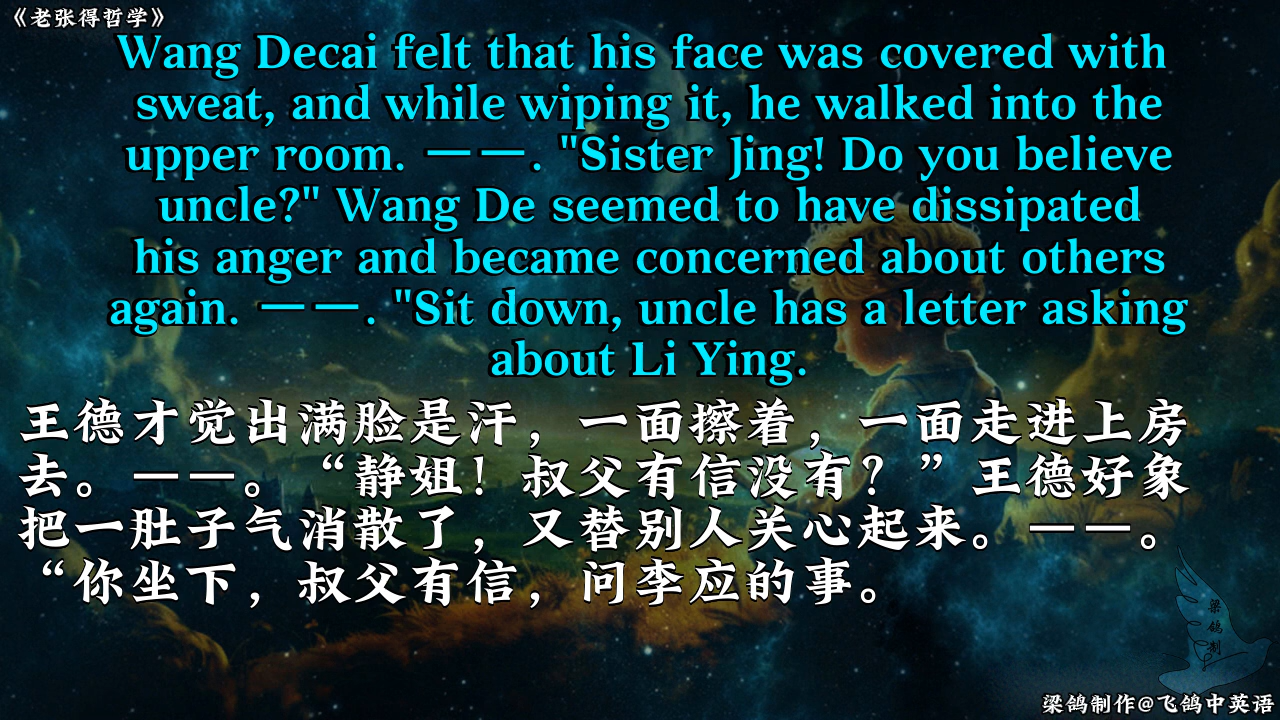 《老张得哲学》
Wang Decai felt that his face was covered with
sweat, and while wiping it, he walked into the
upper room. ——. "Sister Jing! Do you believe
uncle?" Wang De seemed to have dissipated
his anger and became concerned about others
again. ——. "Sit down, uncle has a letter asking
about Li Ying.
王德才觉出满脸是汗，一面擦着，一面走进上房
去。——。“静姐！叔父有信没有？”王德好象
把一肚子气消散了，又替别人关心起来。——。
“你坐下，叔父有信，问李应的事。
梁鸽制
梁鸽制作@飞鸽中英语